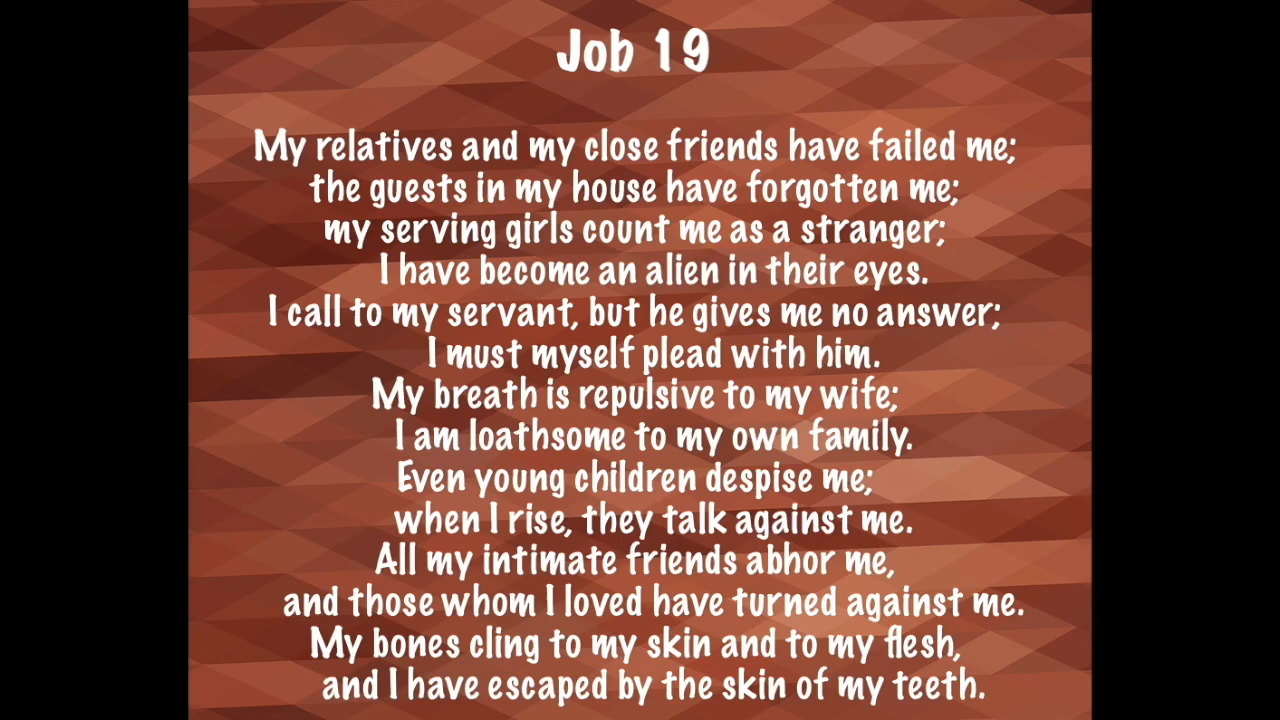 Job 19
My relatives and my close friends have failed me;
the guests in my house have forgotten me;
my serving girls count me as a stranger;
I have become an alien in their eyes.
I call to my servant, but he gives me no answer;
I must myself plead with him.
My breath is repulsive to my wife;
I am loathsome to my own family.
Even young children despise me;
when I rise, they talk against me.
All my intimate friends abhor me,
and those whom I loved have turned against me.
My bones cling to my skin and to my flesh,
and I have escaped by the skin of my teeth.